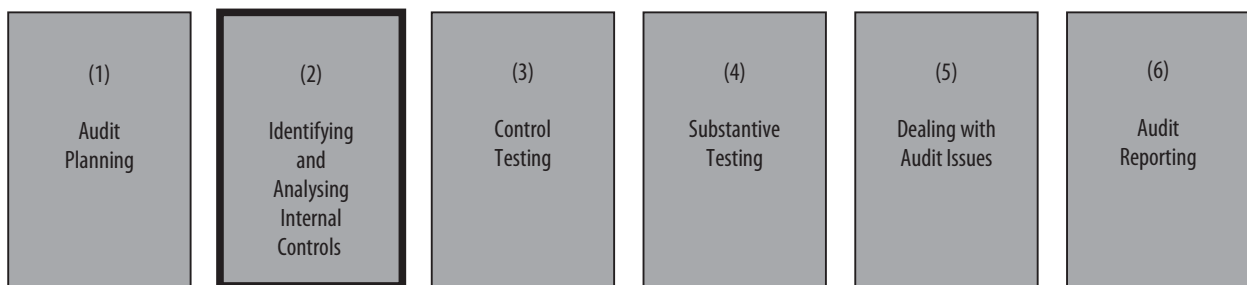 (1)
Audit
Planning
(2)
Identifying
and
Analysing
Internal
Controls
(3)
Control
Testing
(4)
Substantive
Testing
(5)
Dealing with
Audit Issues
(6)
Audit
Reporting